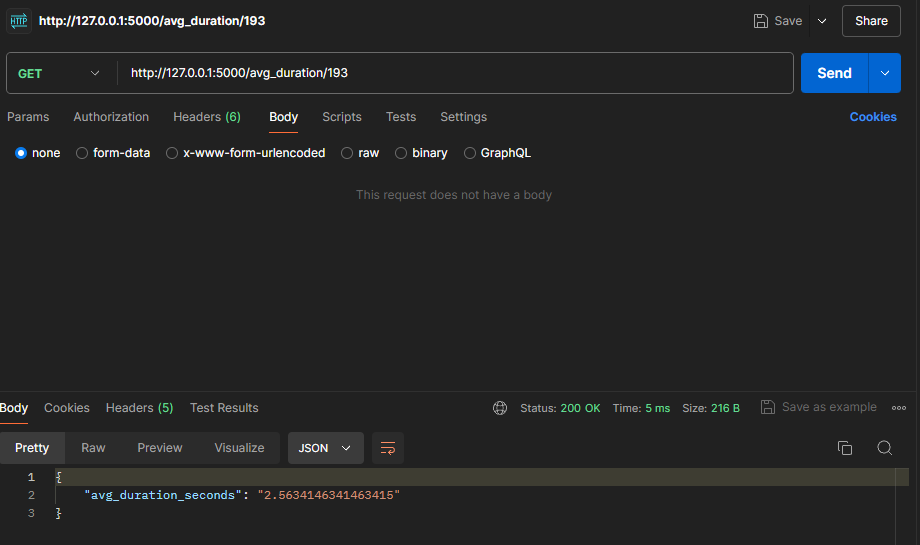 HTTP http://127.0.0.1:5000/avg_duration/193 Save Share
GET http://127.0.0.1:5000/avg_duration/193 Send
Params Authorization Headers (6) Body Scripts Tests Settings Cookies
none form-data x-www-form-urlencoded raw binary GraphQL
This request does not have a body
Body Cookies Headers (5) Test Results Status: 200 OK Time: 5 ms Size: 216 B Save as example
Pretty Raw Preview Visualize JSON
1 {
2 "avg_duration_seconds": "2.5634146341463415"
3 }